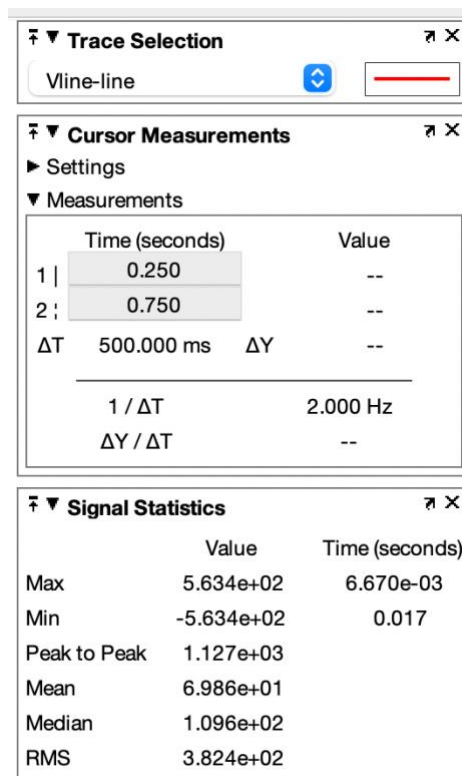 Trace Selection
Vline-line
Cursor Measurements
Settings
Measurements
Time (seconds) Value
1 | 0.250 --
2 ¦ 0.750 --
ΔT 500.000 ms ΔY --
1 / ΔT 2.000 Hz
ΔY / ΔT --
Signal Statistics
Value Time (seconds)
Max 5.634e+02 6.670e-03
Min -5.634e+02 0.017
Peak to Peak 1.127e+03
Mean 6.986e+01
Median 1.096e+02
RMS 3.824e+02